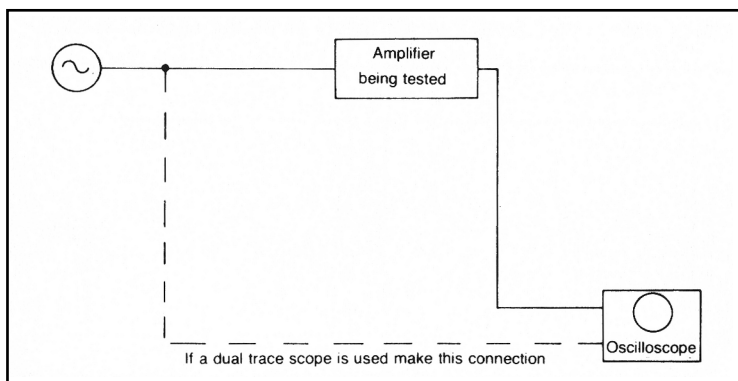 Amplifier
being tested
Oscilloscope
If a dual trace scope is used make this connection